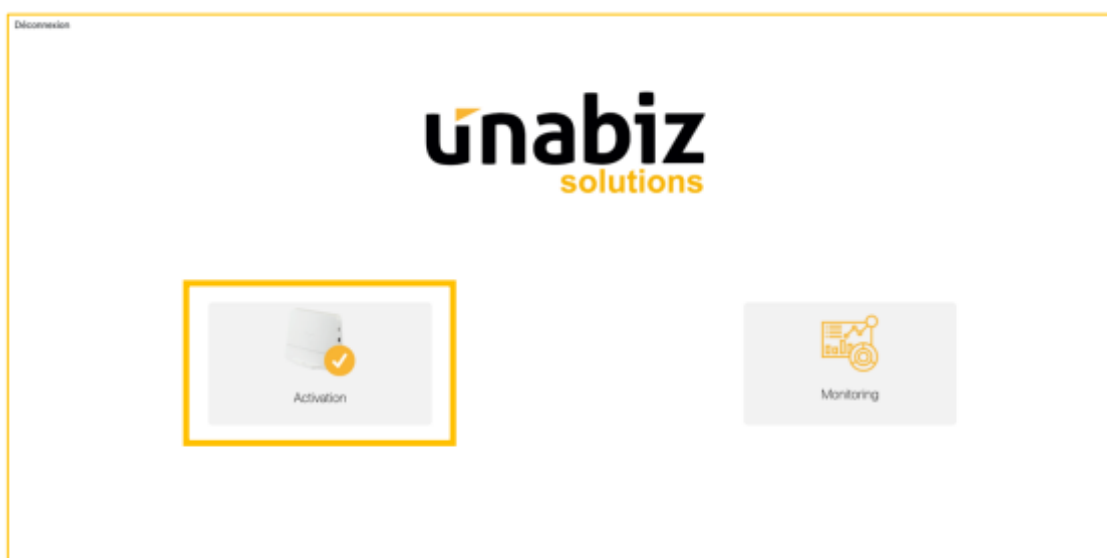 Déconnexion
unabiz
solutions
Activation
Monitoring